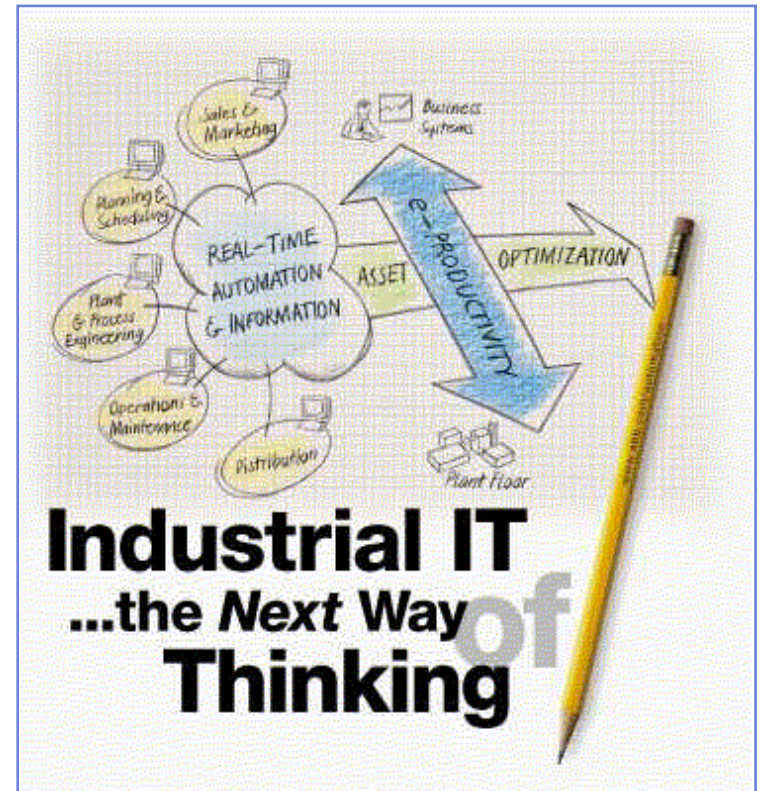 Sales &
Marketing
Business
Systems
Planning &
Scheduling
REAL-TIME
AUTOMATION
& INFORMATION
ASSET
e-PRODUCTIVITY
OPTIMIZATION
Plant
& Process
Engineering
Operations &
Maintenance
Distribution
Plant Floor
Industrial IT
...the Next Way
of
Thinking